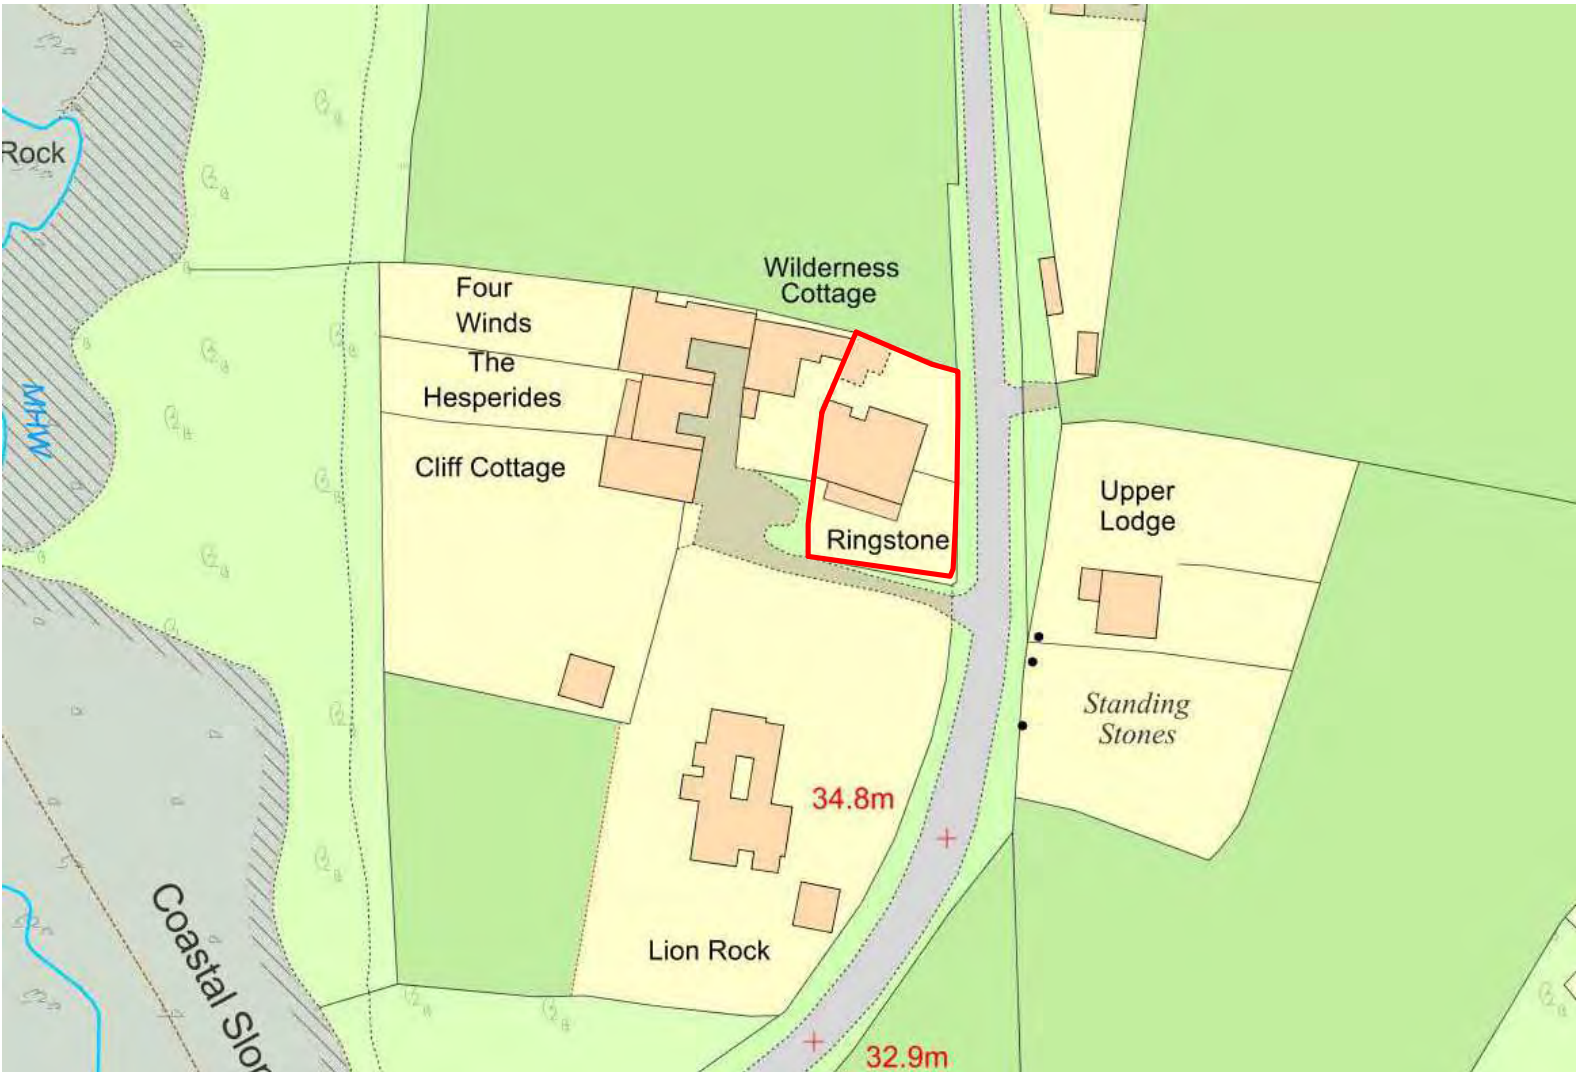 Rock
Wilderness
Cottage
Four
Winds
The
Hesperides
MHW
Cliff Cottage
Upper
Lodge
Ringstone
Standing
Stones
34.8m
Lion Rock
Coastal Slop
32.9m